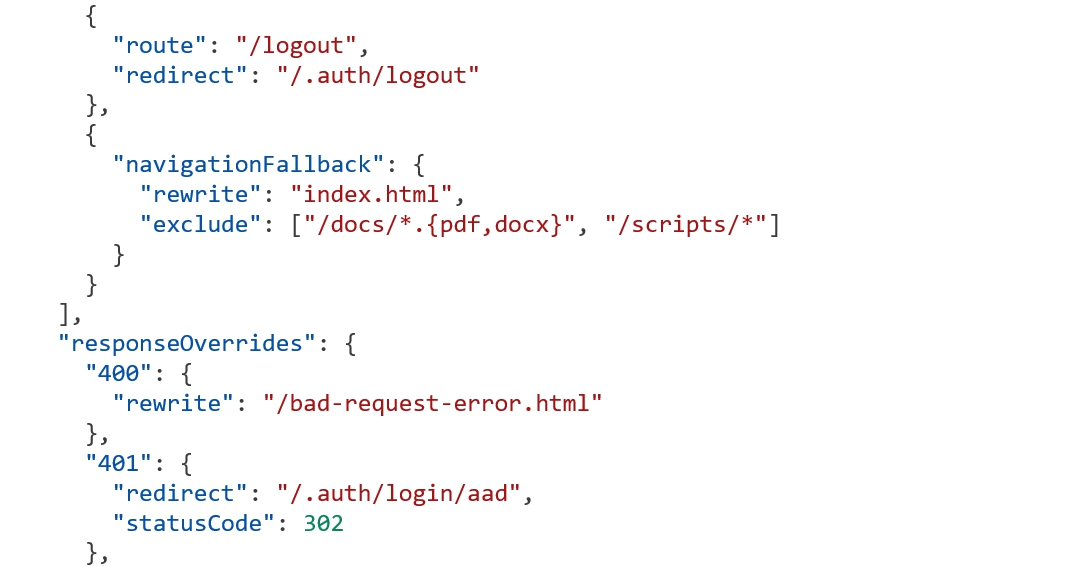 {
"route": "/logout",
"redirect": "/.auth/logout"
},
{
"navigationFallback": {
"rewrite": "index.html",
"exclude": ["/docs/*.{pdf,docx}", "/scripts/*"]
}
}
],
"responseOverrides": {
"400": {
"rewrite": "/bad-request-error.html"
},
"401": {
"redirect": "/.auth/login/aad",
"statusCode": 302
},